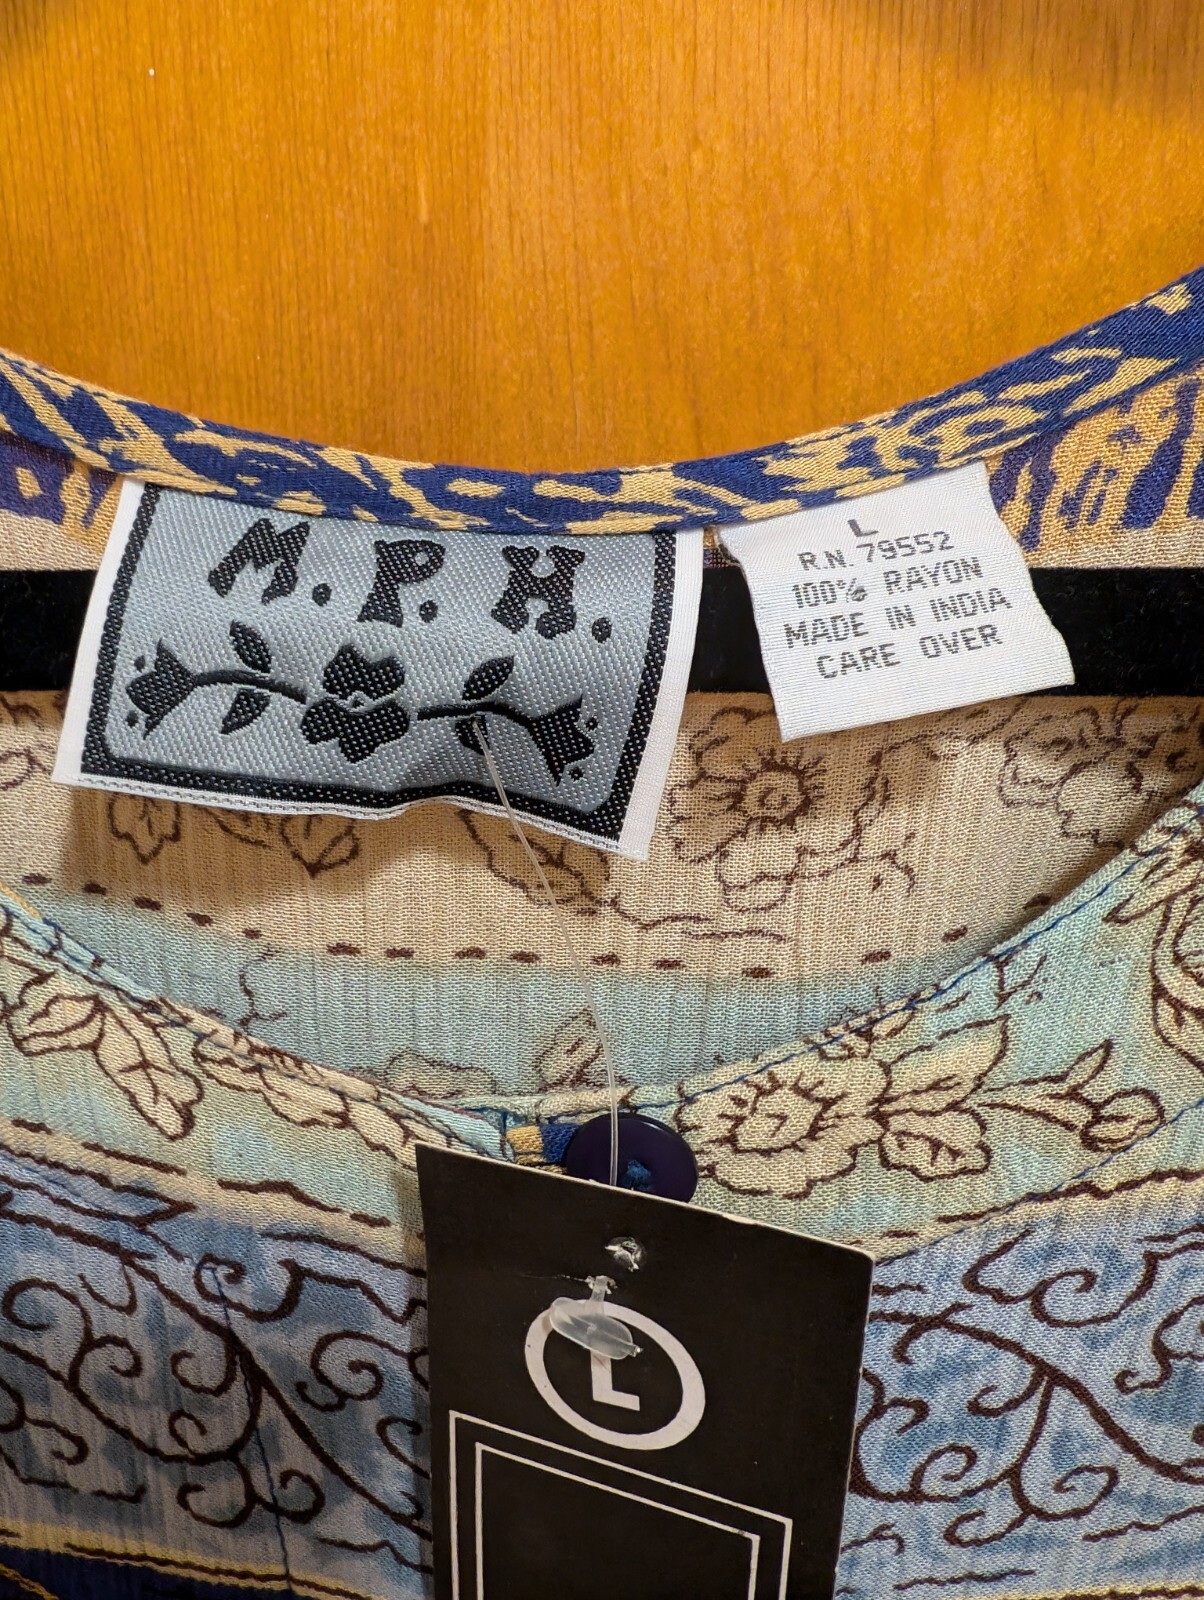 M.P.H.
L
R.N. 79552
100% RAYON
MADE IN INDIA
CARE OVER
L